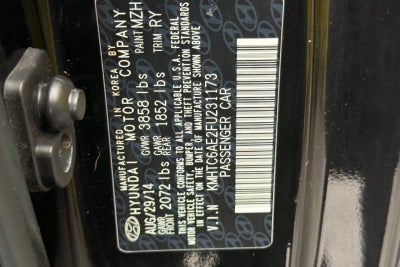 MANUFACTURED IN KOREA BY
HYUNDAI MOTOR COMPANY
AUG/29/14 GVWR 3858 lbs PAINT MZH
GAWR FRONT 2072 lbs GAWR REAR 1852 lbs TRIM RY
THIS VEHICLE CONFORMS TO ALL APPLICABLE U.S.A. FEDERAL
MOTOR VEHICLE SAFETY, BUMPER, AND THEFT PREVENTION STANDARDS
IN EFFECT ON THE DATE OF MANUFACTURE SHOWN ABOVE
V.I.N KMHTC6AE2FU231173
PASSENGER CAR